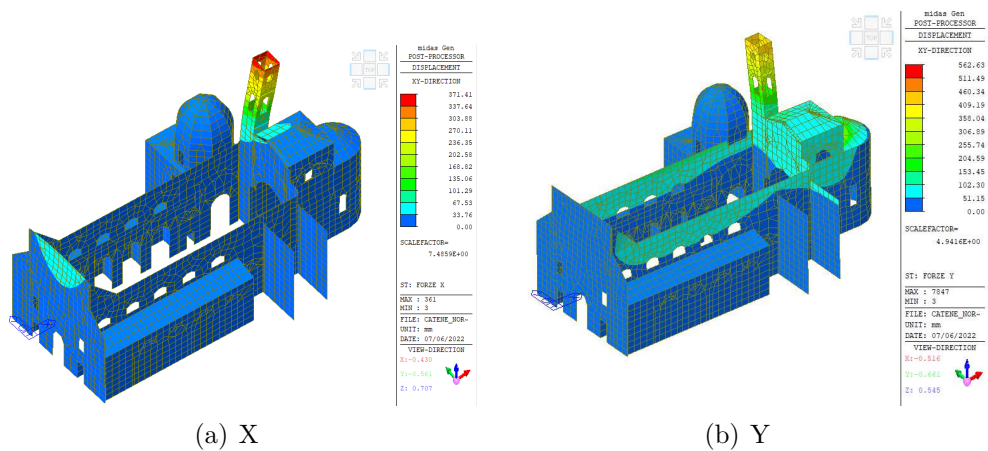 TOP
midas Gen
POST-PROCESSOR
DISPLACEMENT
XY-DIRECTION
371.41
337.64
303.88
270.11
236.35
202.58
168.82
135.06
101.29
67.53
33.76
0.00
SCALEFACTOR=
7.4859E+00
ST: FORZE X
MAX : 361
MIN : 3
FILE: CATENE_NOR~
UNIT: mm
DATE: 07/06/2022
VIEW-DIRECTION
X:-0.430
Y:-0.561
Z: 0.707
(a) X
TOP
midas Gen
POST-PROCESSOR
DISPLACEMENT
XY-DIRECTION
562.63
511.49
460.34
409.19
358.04
306.89
255.74
204.59
153.45
102.30
51.15
0.00
SCALEFACTOR=
4.9416E+00
ST: FORZE Y
MAX : 7847
MIN : 3
FILE: CATENE_NOR~
UNIT: mm
DATE: 07/06/2022
VIEW-DIRECTION
X:-0.516
Y:-0.661
Z: 0.545
(b) Y